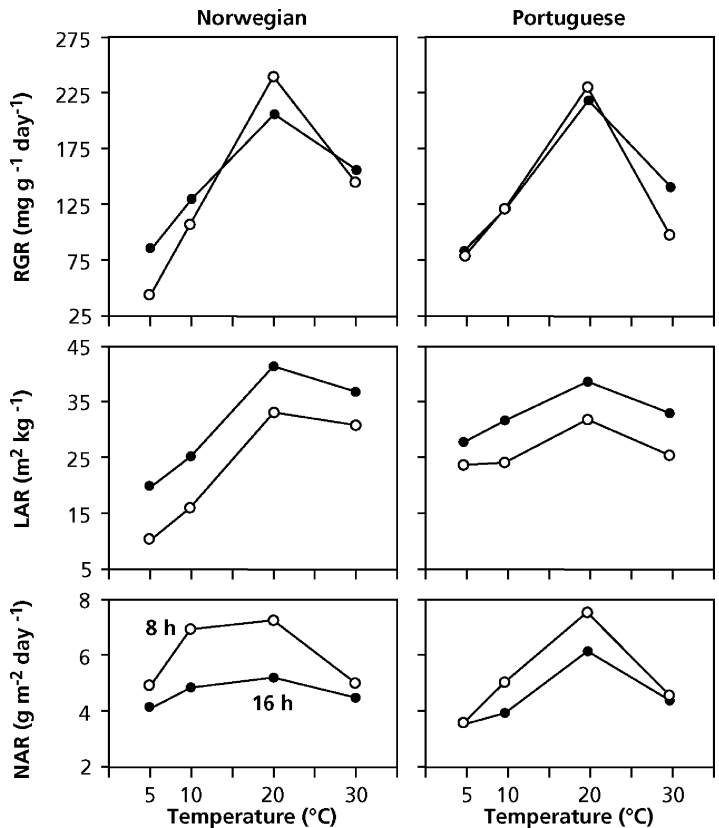 Norwegian
Portuguese
RGR (mg g⁻¹ day⁻¹)
275
225
175
125
75
25
LAR (m² kg⁻¹)
45
35
25
15
5
NAR (g m⁻² day⁻¹)
8
6
4
2
8 h
16 h
5 10 20 30
5 10 20 30
Temperature (°C)
Temperature (°C)